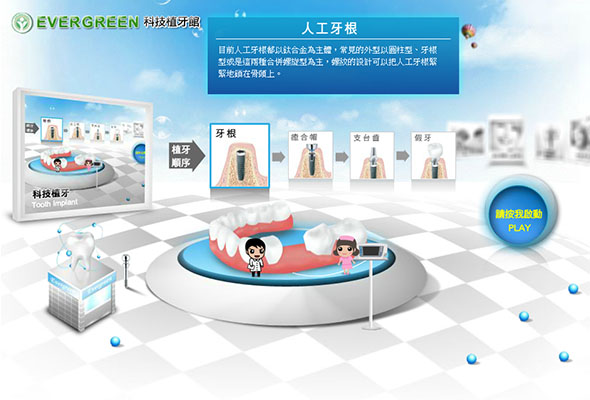 EVERGREEN 科技植牙館
人工牙根
目前人工牙根都以鈦合金為主體，常見的外型以圓柱型、牙根
型或是這兩種合併螺旋型為主，螺紋的設計可以把人工牙根緊
緊地鎖在骨頭上。
植牙
順序
牙根
癒合帽
支台齒
假牙
科技植牙
Tooth Implant
請按我啟動
PLAY
Evergreen